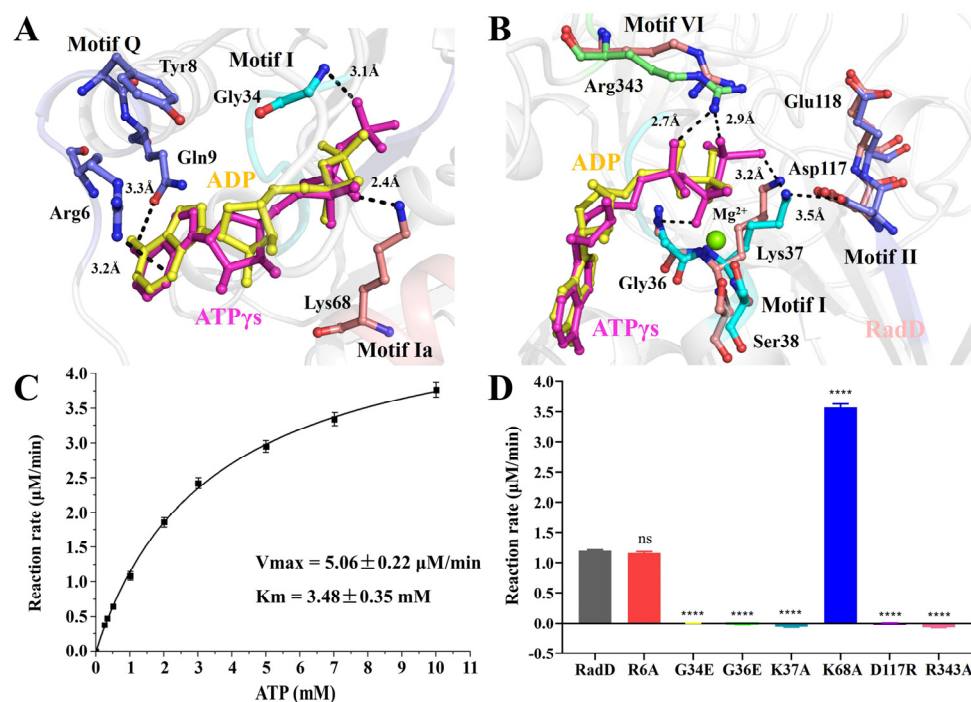 A
Motif Q
Tyr8
Motif I
Gly34
3.1Å
Gln9
3.3Å
ADP
2.4Å
Arg6
3.2Å
Lys68
ATPγs
Motif Ia
B
Motif VI
Arg343
Glu118
2.7Å
2.9Å
ADP
Asp117
3.2Å
Mg2+
3.5Å
Lys37
Motif II
Gly36
Motif I
ATPγs
RadD
Ser38
C
4.0
3.5
3.0
2.5
2.0
1.5
1.0
0.5
0.0
Reaction rate (μM/min)
Vmax = 5.06±0.22 μM/min
Km = 3.48±0.35 mM
0 1 2 3 4 5 6 7 8 9 10 11
ATP (mM)
D
4.0
3.5
3.0
2.5
2.0
1.5
1.0
0.5
0.0
-0.5
Reaction rate (μM/min)
ns
**** **** **** **** **** ****
RadD R6A G34E G36E K37A K68A D117R R343A